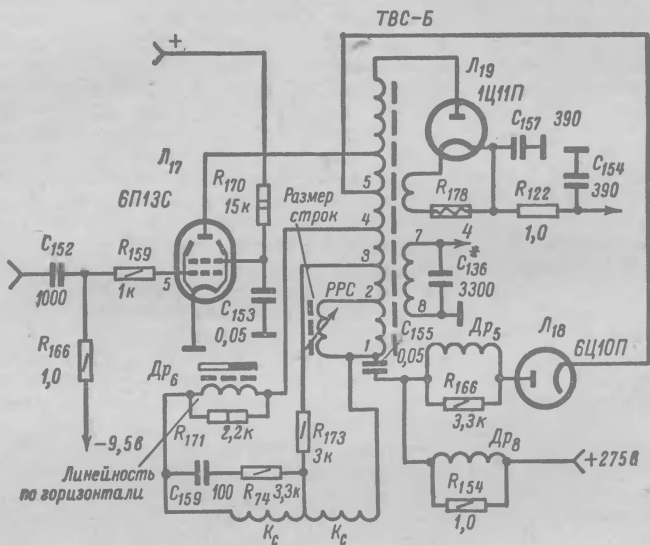 ТВС-Б
+
Л19
1Ц11П
C157 390
Л17
6П13С
R170
15к
Размер
строк
5
R178
R122
1,0
C154
390
4
C152
1000
R159
1к
5
3
7
4
C136*
3300
8
РРС
2
C153
0,05
1
C155
0,05
Др5
Л18
6Ц10П
R166
1,0
Др6
R166
3,3к
R171
2,2к
R173
3к
-9,5в
Др8
+275в
Линейность
по горизонтали
C159
100
R74
3,3к
R154
1,0
Kc
Kc